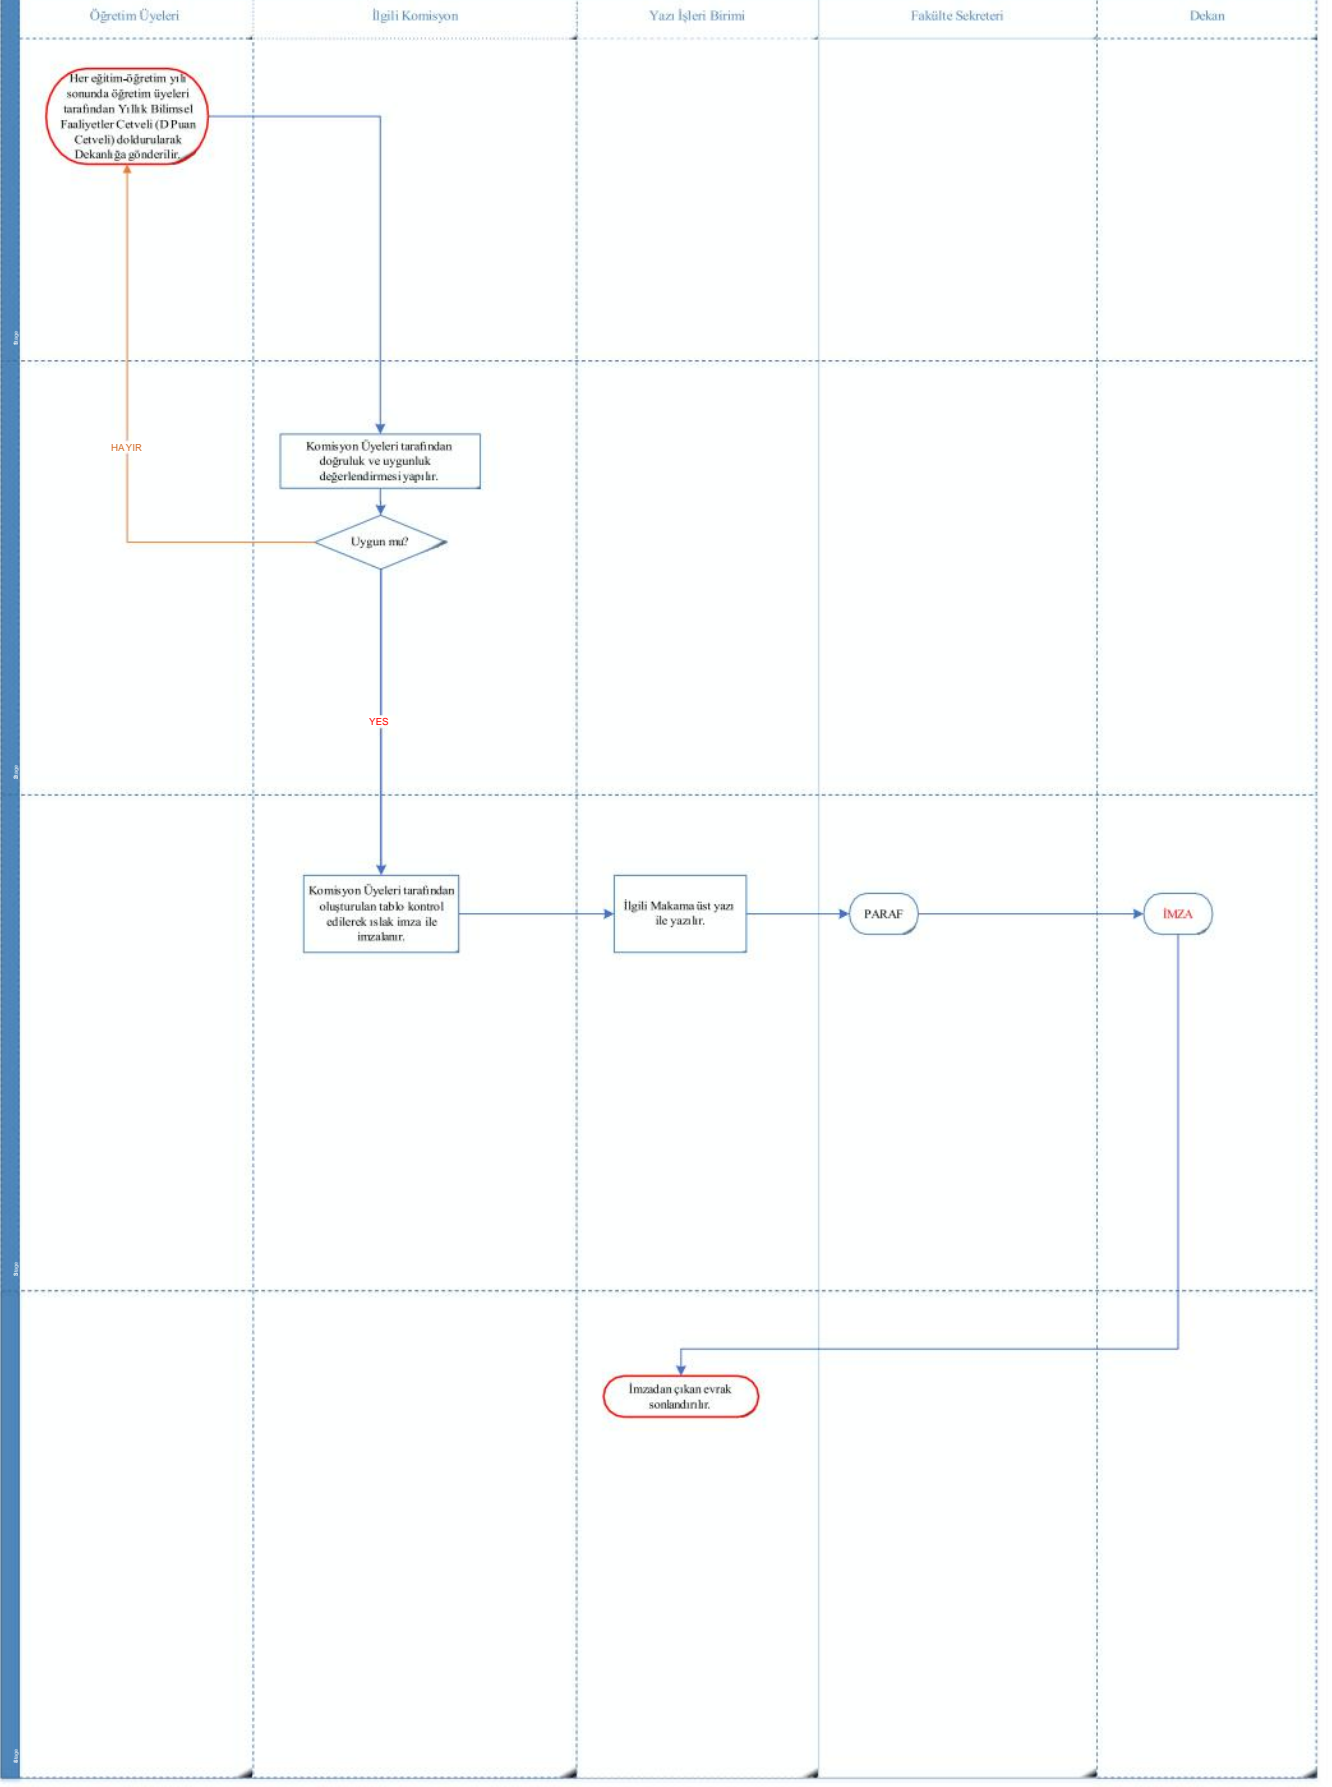 Öğretim Üyeleri
İlgili Komisyon
Yazı İşleri Birimi
Fakülte Sekreteri
Dekan
Her eğitim-öğretim yılı
sonunda öğretim üyeleri
tarafından Yıllık Bilimsel
Faaliyetler Cetveli (D Puan
Cetveli) doldurularak
Dekanlığa gönderilir.
HAYIR
Komisyon Üyeleri tarafından
doğruluk ve uygunluk
değerlendirmesi yapılır.
Uygun mu?
YES
Komisyon Üyeleri tarafından
oluşturulan tablo kontrol
edilerek ıslak imza ile
imzalanır.
İlgili Makama üst yazı
ile yazılır.
PARAF
İMZA
İmzadan çıkan evrak
sonlandırılır.